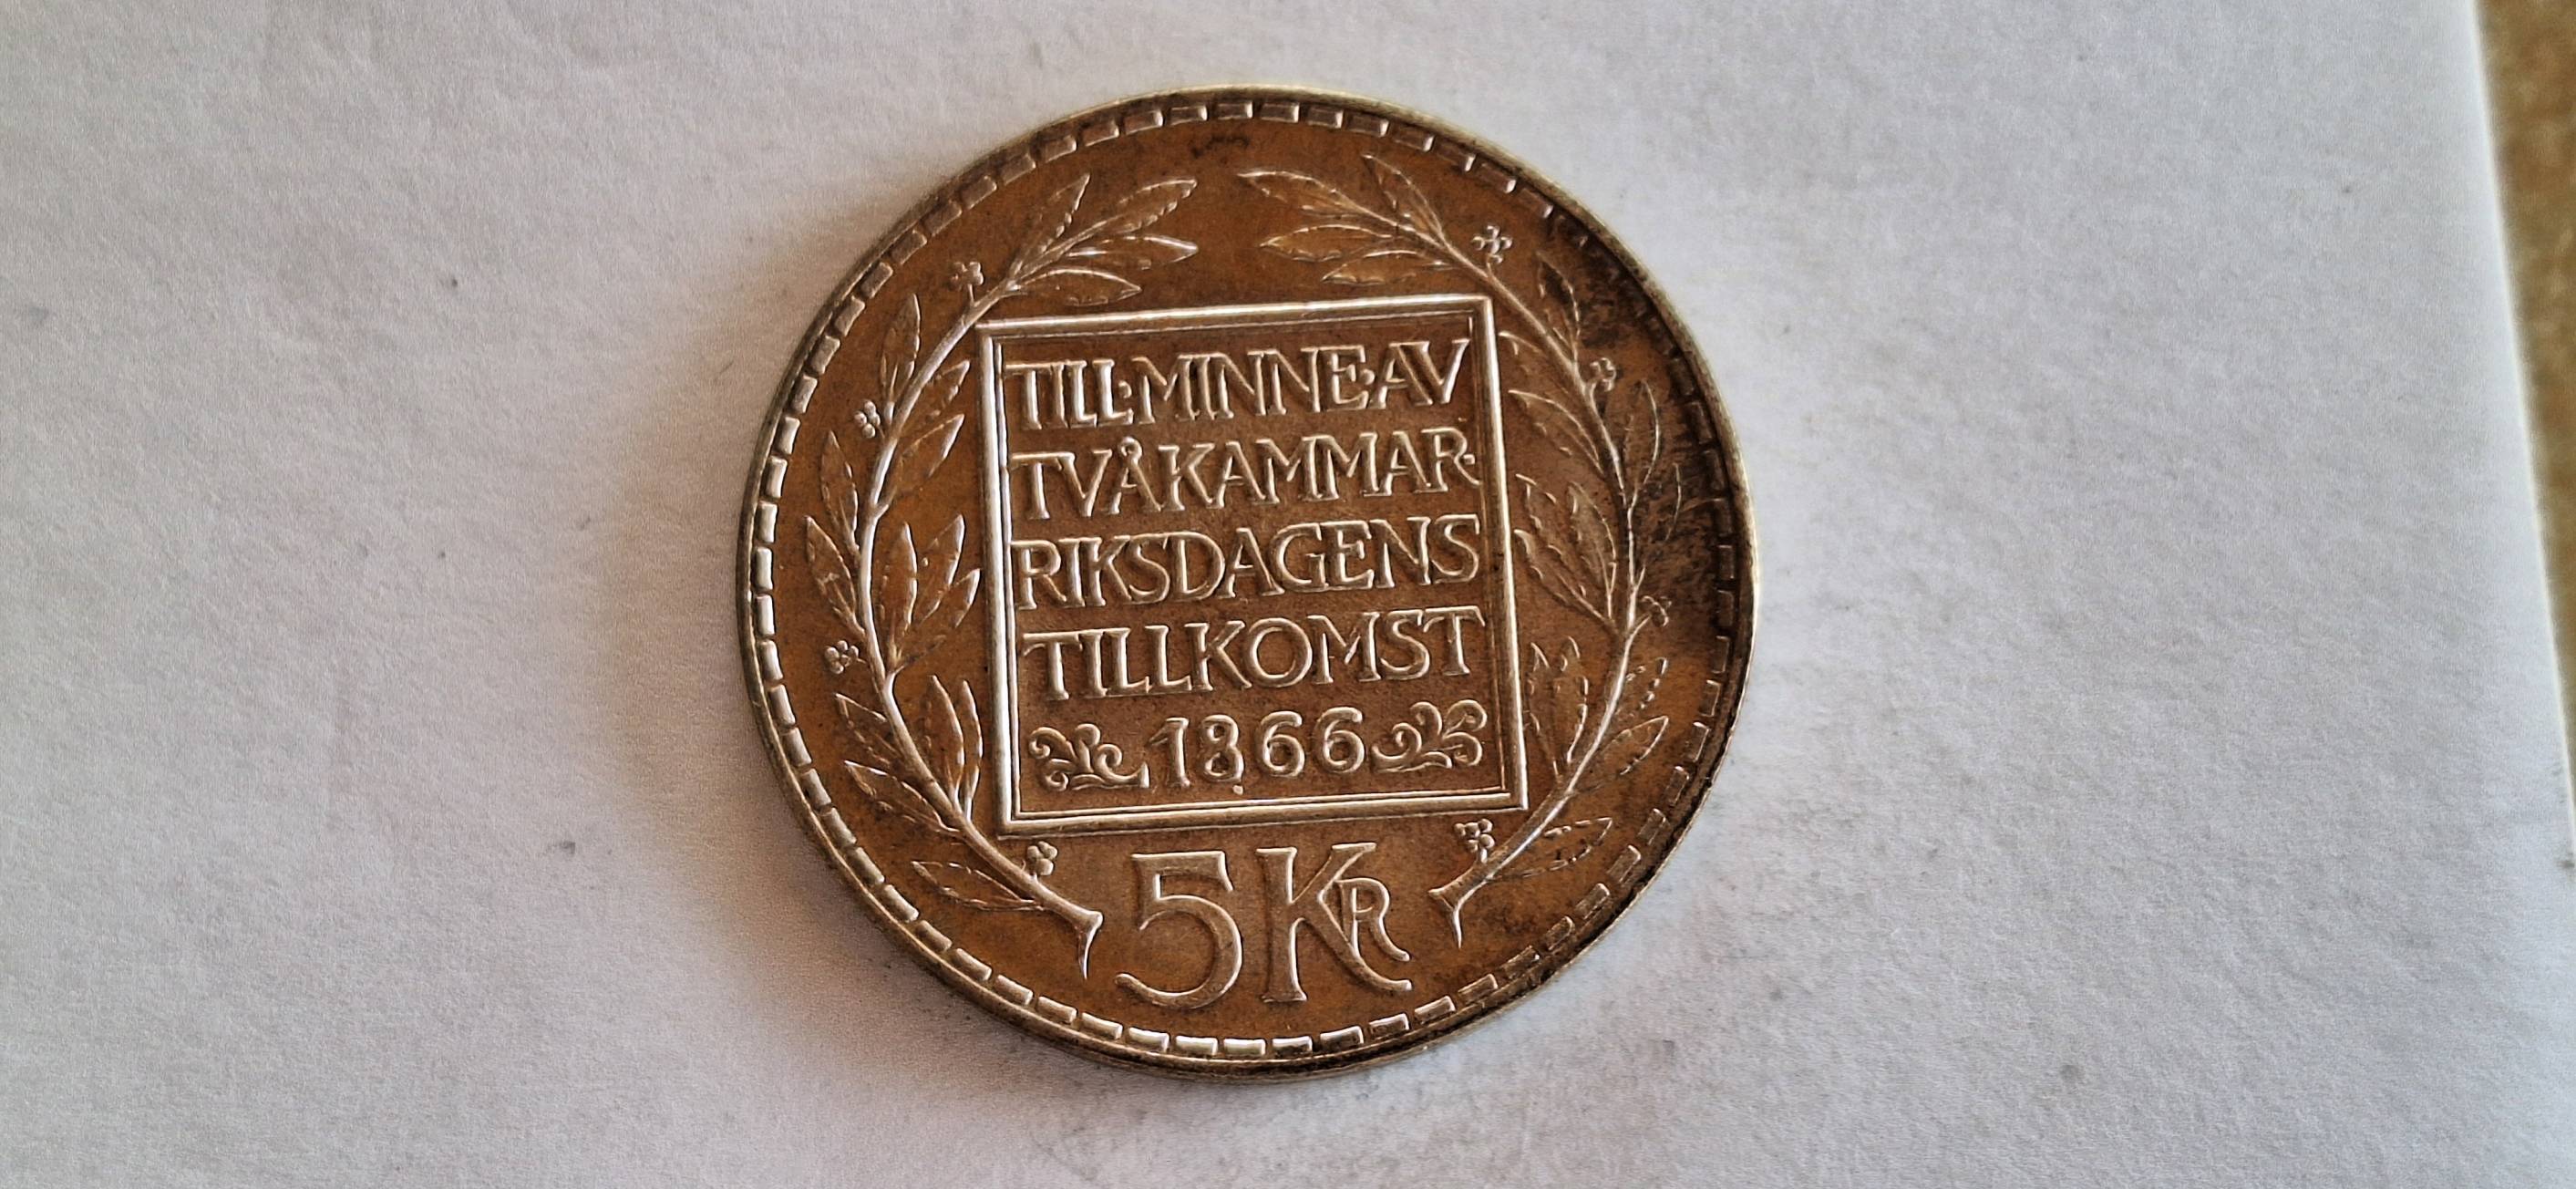 TILL·MINNE·AV
TVÅKAMMAR-
RIKSDAGENS
TILLKOMST
1866
5 KR